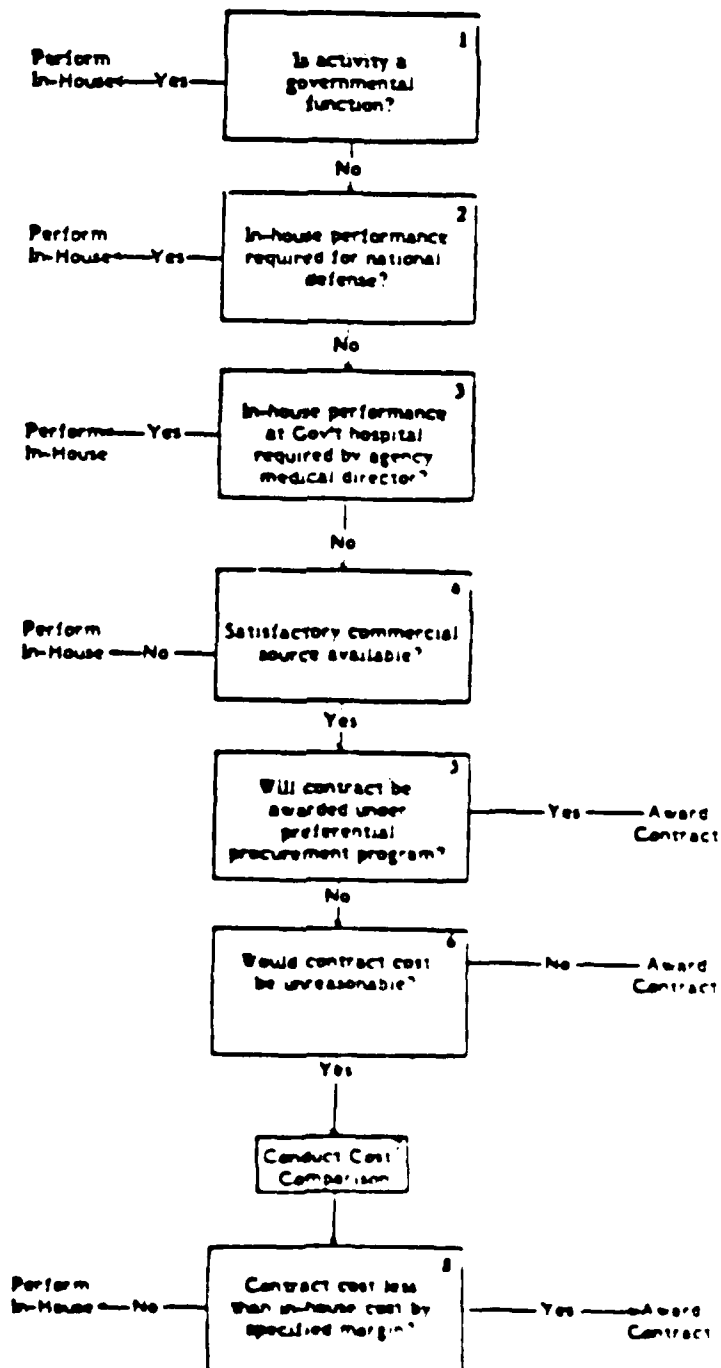 1
Perform
In-House
Yes
Is activity a
governmental
function?
No
2
Perform
In-House
Yes
In-house performance
required for national
defense?
No
3
Perform
In-House
Yes
In-house performance
at Gov't hospital
required by agency
medical director?
No
4
Perform
In-House
No
Satisfactory commercial
source available?
Yes
5
Will contract be
awarded under
preferential
procurement program?
Yes
Award
Contract
No
6
Would contract cost
be unreasonable?
No
Award
Contract
Yes
Conduct Cost
Comparison
8
Perform
In-House
No
Contract cost less
than in-house cost by
specified margin?
Yes
Award
Contract